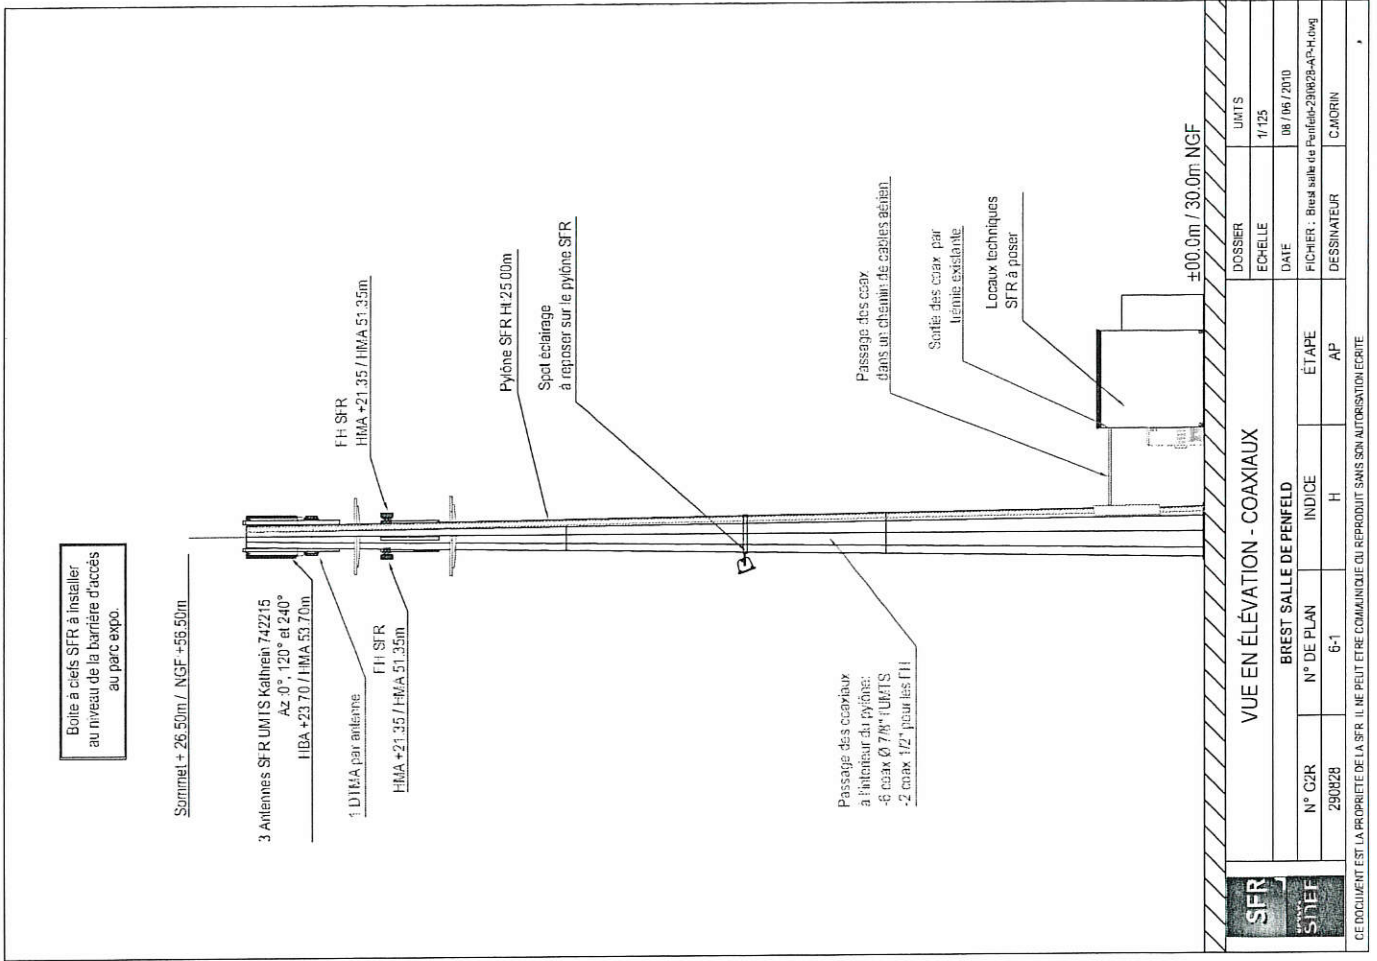 Boite à clefs SFR à installer
au niveau de la barrière d'accès
au parc expo.
Sommet + 26.50m / NGF +56.50m
3 Antennes SFR UMTS Kathrein 742215
Az :0°, 120° et 240°
HBA +23.70 / HMA 53.70m
1 DTMA par antenne
FH SFR
HMA +21.35 / HMA 51.35m
FH SFR
HMA +21.35 / HMA 51.35m
Pylône SFR Ht:25.00m
Spot éclairage
à reposer sur le pylône SFR
Passage des coaxiaux
a l'interieur du pylône:
-6 coax Ø 7/8" l'UMTS
-2 coax 1/2" pour les FH
Passage des coax
dans un chemin de cables aérien
Sortie des coax par
trémie existante
Locaux techniques
SFR à poser
±00.0m / 30.0m NGF
SFR
snef
VUE EN ÉLÉVATION - COAXIAUX
BREST SALLE DE PENFELD
N° G2R
N° DE PLAN
INDICE
ÉTAPE
290828
6-1
H
AP
DOSSIER
UMTS
ECHELLE
1/125
DATE
08 / 06 / 2010
FICHIER : Brest salle de Penfeld-290828-AP-H.dwg
DESSINATEUR
C.MORIN
CE DOCUMENT EST LA PROPRIETE DE LA SFR IL NE PEUT ETRE COMMUNIQUE OU REPRODUIT SANS SON AUTORISATION ECRITE